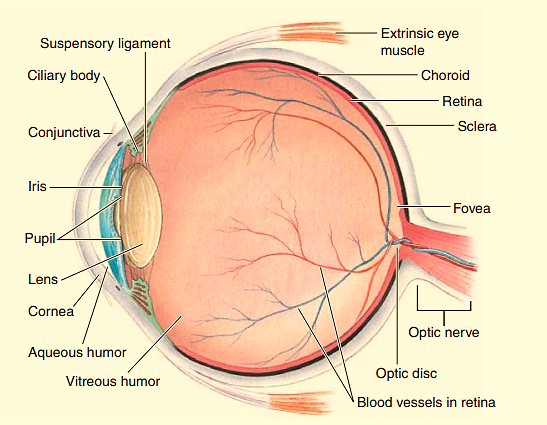 Suspensory ligament
Ciliary body
Conjunctiva
Iris
Pupil
Lens
Cornea
Aqueous humor
Vitreous humor
Extrinsic eye
muscle
Choroid
Retina
Sclera
Fovea
Optic nerve
Optic disc
Blood vessels in retina